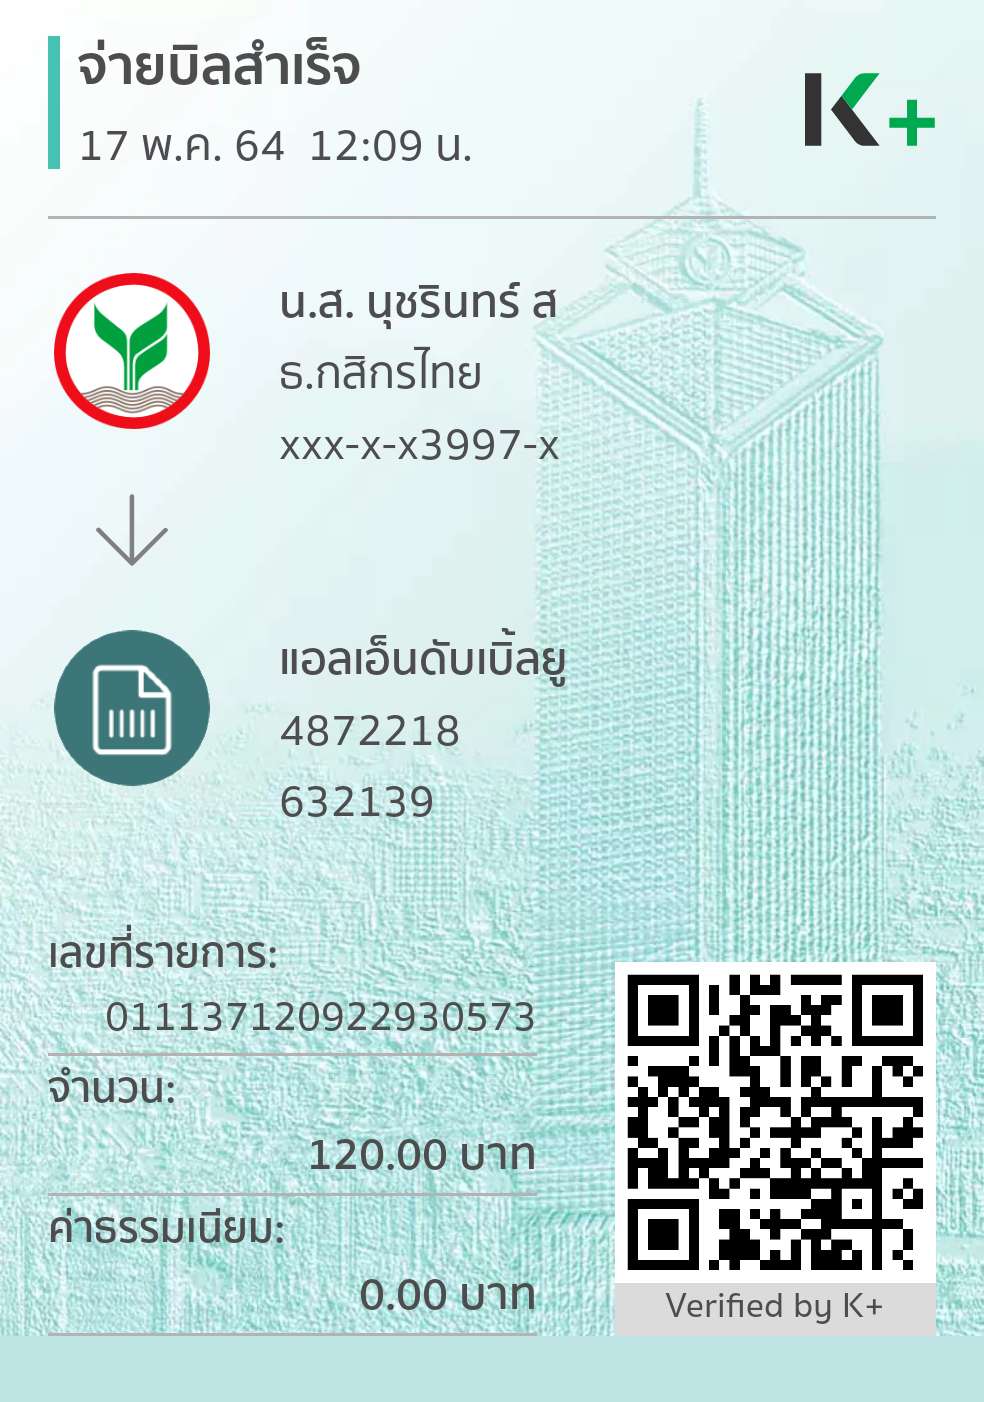 จ่ายบิลสำเร็จ
17 พ.ค. 64 12:09 น.
K+
น.ส. นุชรินทร์ ส
ธ.กสิกรไทย
xxx-x-x3997-x
แอลเอ็นดับเบิ้ลยู
4872218
632139
เลขที่รายการ:
011137120922930573
จำนวน:
120.00 บาท
ค่าธรรมเนียม:
0.00 บาท
Verified by K+